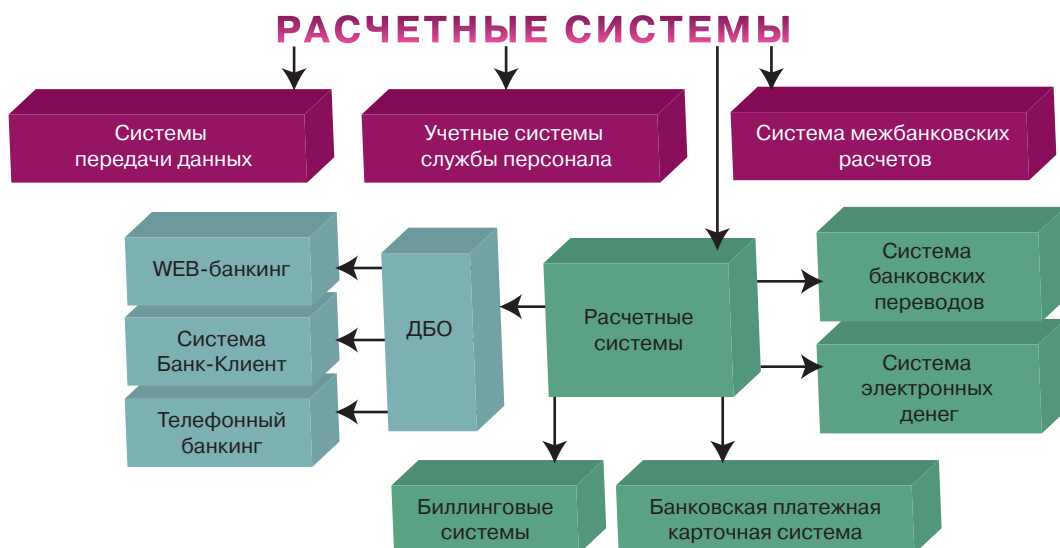 РАСЧЕТНЫЕ СИСТЕМЫ
Системы
передачи данных
Учетные системы
службы персонала
Система межбанковских
расчетов
WEB-банкинг
Система
Банк-Клиент
Телефонный
банкинг
ДБО
Расчетные
системы
Система
банковских
переводов
Система
электронных
денег
Биллинговые
системы
Банковская платежная
карточная система